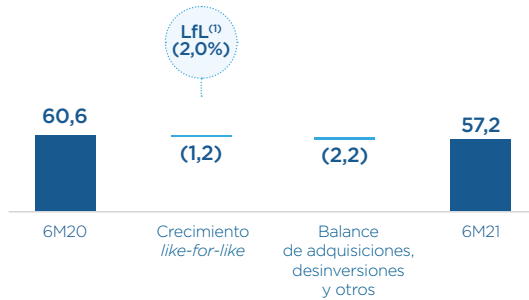 LfL(1)
(2,0%)
60,6
(1,2)
(2,2)
57,2
6M20
Crecimiento
like-for-like
Balance
de adquisiciones,
desinversiones
y otros
6M21